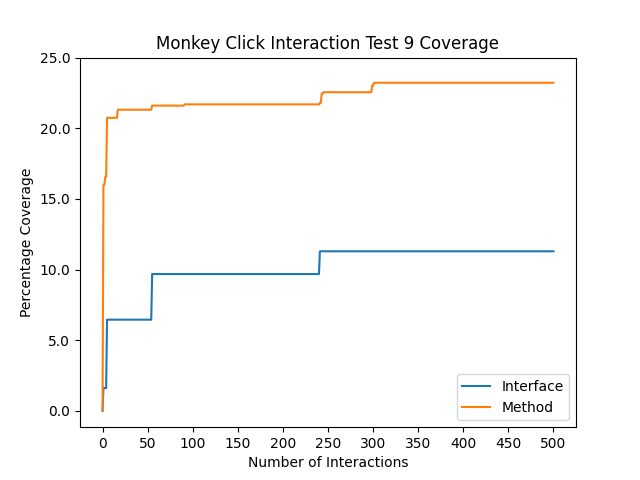 Monkey Click Interaction Test 9 Coverage
25.0
20.0
15.0
10.0
5.0
0.0
Percentage Coverage
0 50 100 150 200 250 300 350 400 450 500
Number of Interactions
Interface
Method